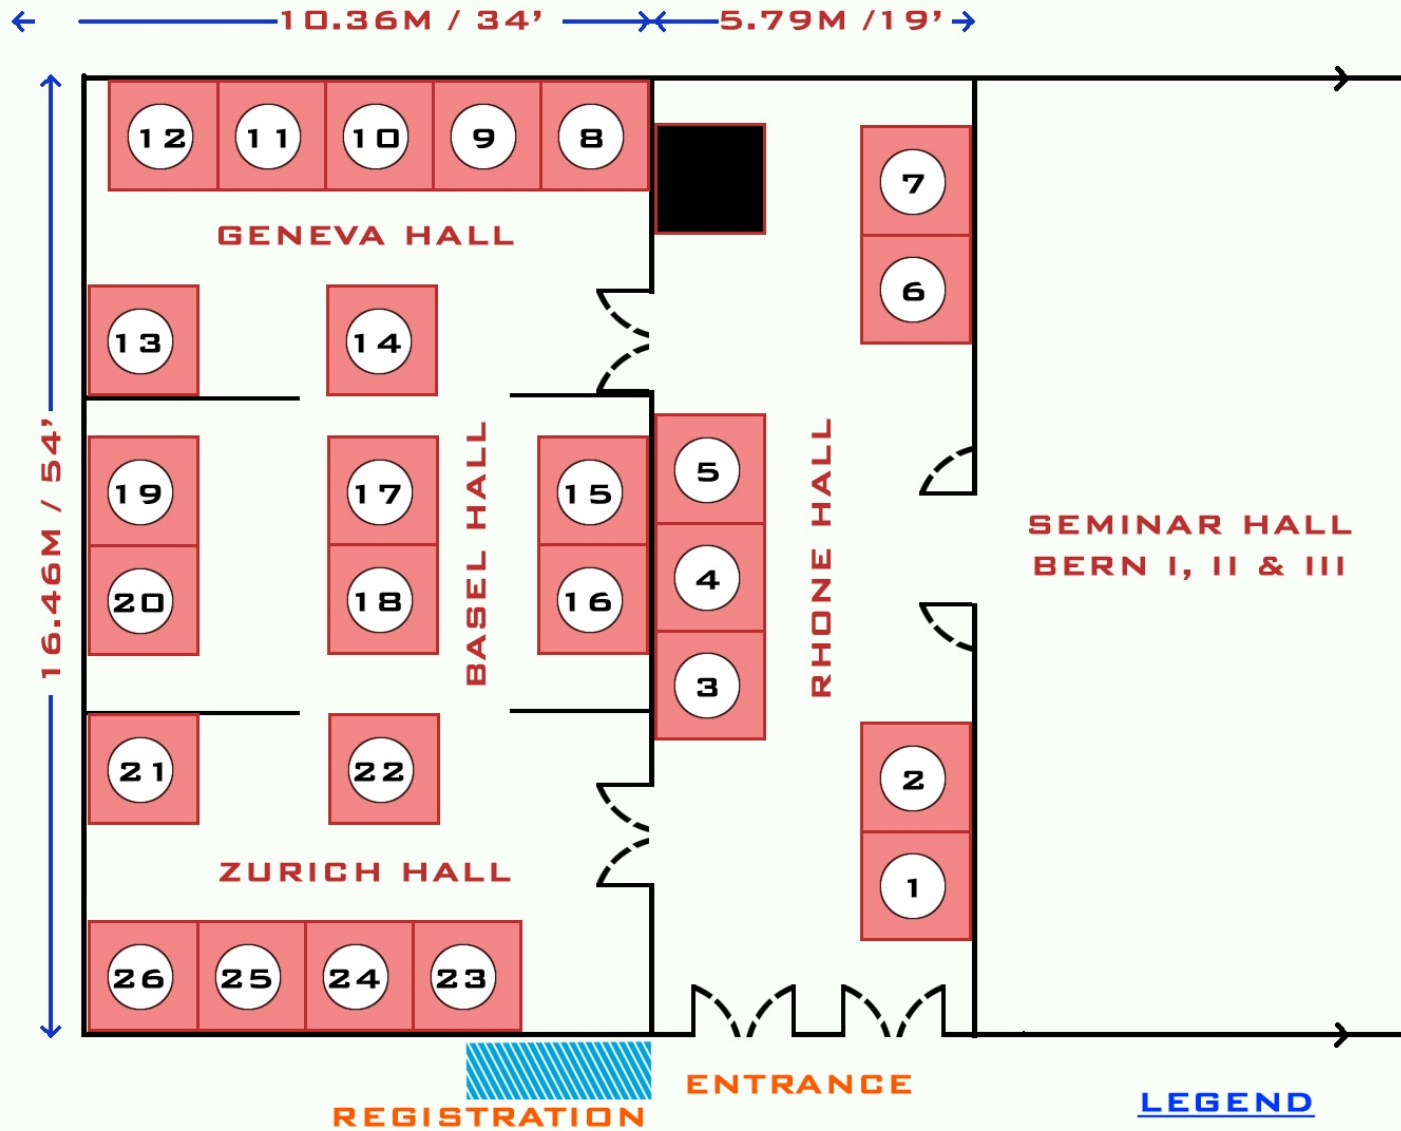 10.36M / 34’
5.79M /19’
12 11 10 9 8
7
GENEVA HALL
6
13 14
16.46M / 54’
BASEL HALL
RHONE HALL
5
19 17 15
SEMINAR HALL
BERN I, II & III
4
20 18 16
3
21 22
2
ZURICH HALL
1
26 25 24 23
ENTRANCE
REGISTRATION
LEGEND